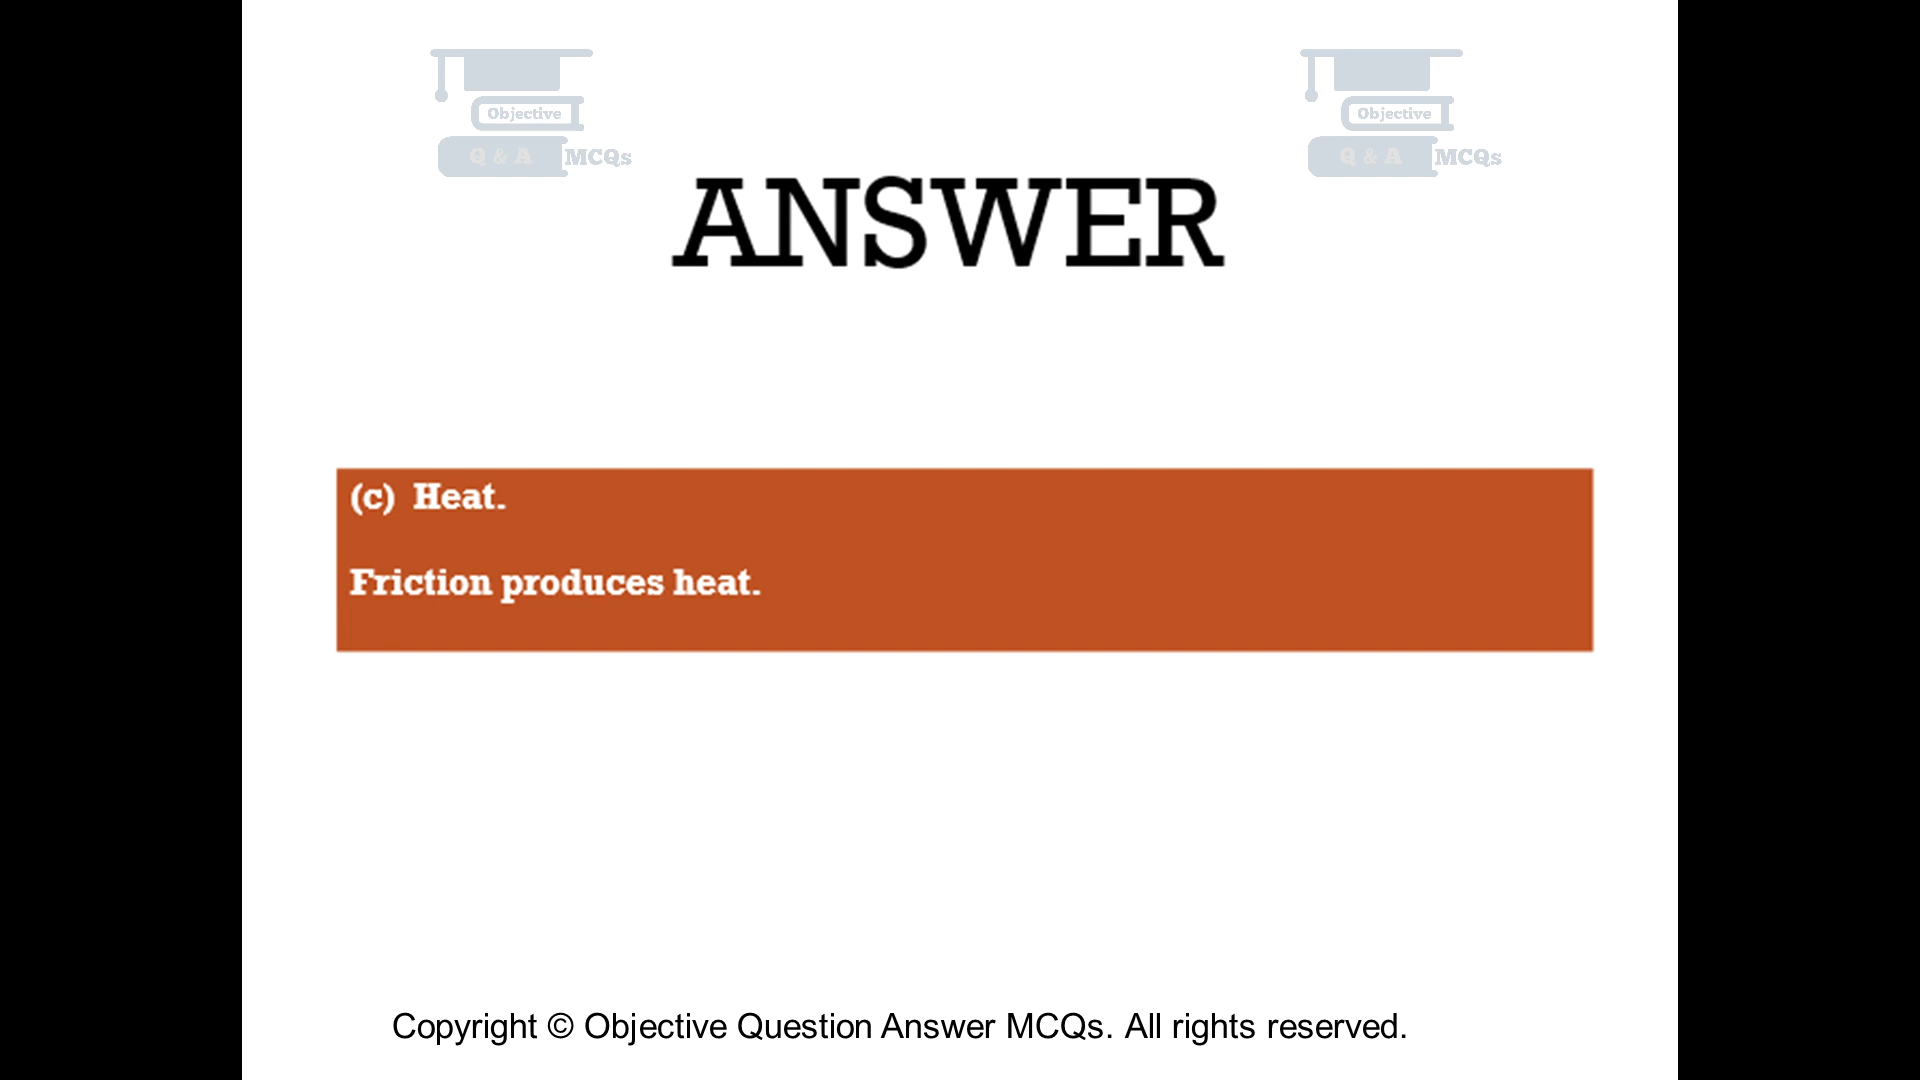 Objective
Q & A MCQs
Objective
Q & A MCQs
ANSWER
(c) Heat.
Friction produces heat.
Copyright © Objective Question Answer MCQs. All rights reserved.